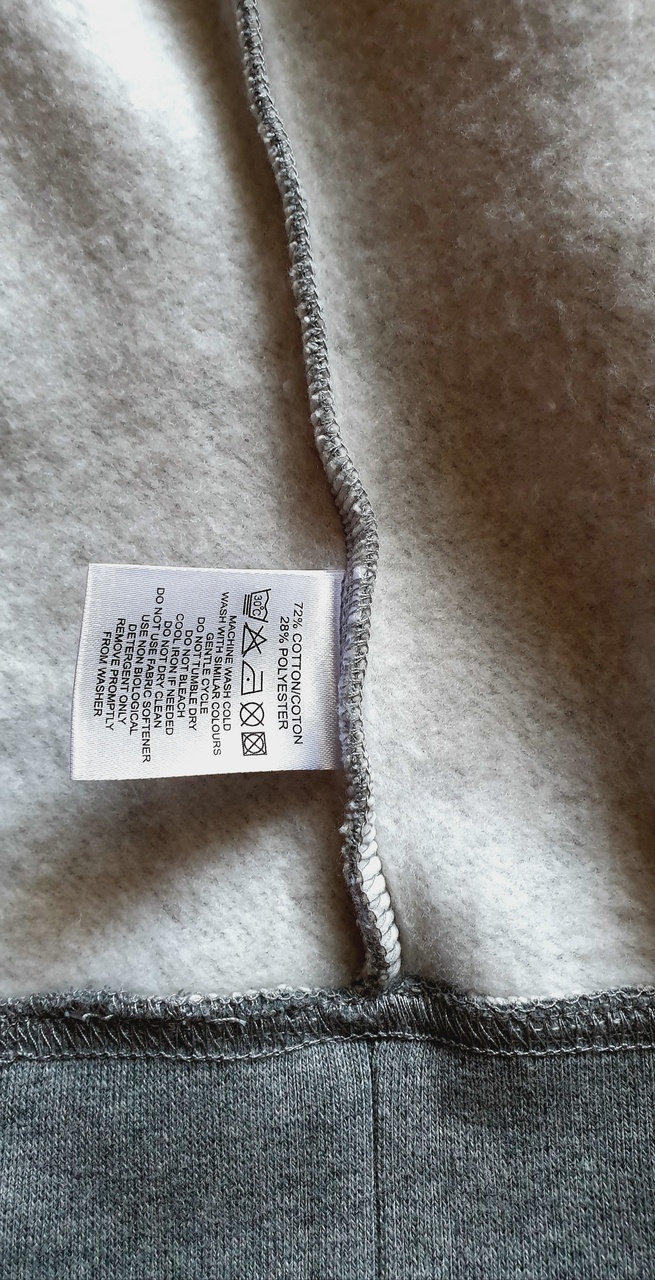 72% COTTON/COTON
28% POLYESTER
30°C
MACHINE WASH COLD
WASH WITH SIMILAR COLOURS
GENTLE CYCLE
DO NOT TUMBLE DRY
DO NOT BLEACH
COOL IRON IF NEEDED
DO NOT DRY CLEAN
DO NOT USE FABRIC SOFTENER
USE NON BIOLOGICAL
DETERGENT ONLY
REMOVE PROMPTLY
FROM WASHER